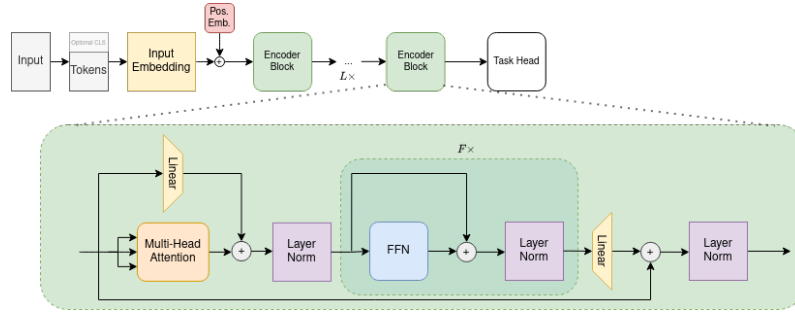 Pos.
Emb.
Optional CLS
Input
Tokens
Input
Embedding
+
Encoder
Block
...
L×
Encoder
Block
Task Head
F×
Linear
Multi-Head
Attention
+
Layer
Norm
FFN
+
Layer
Norm
Linear
+
Layer
Norm